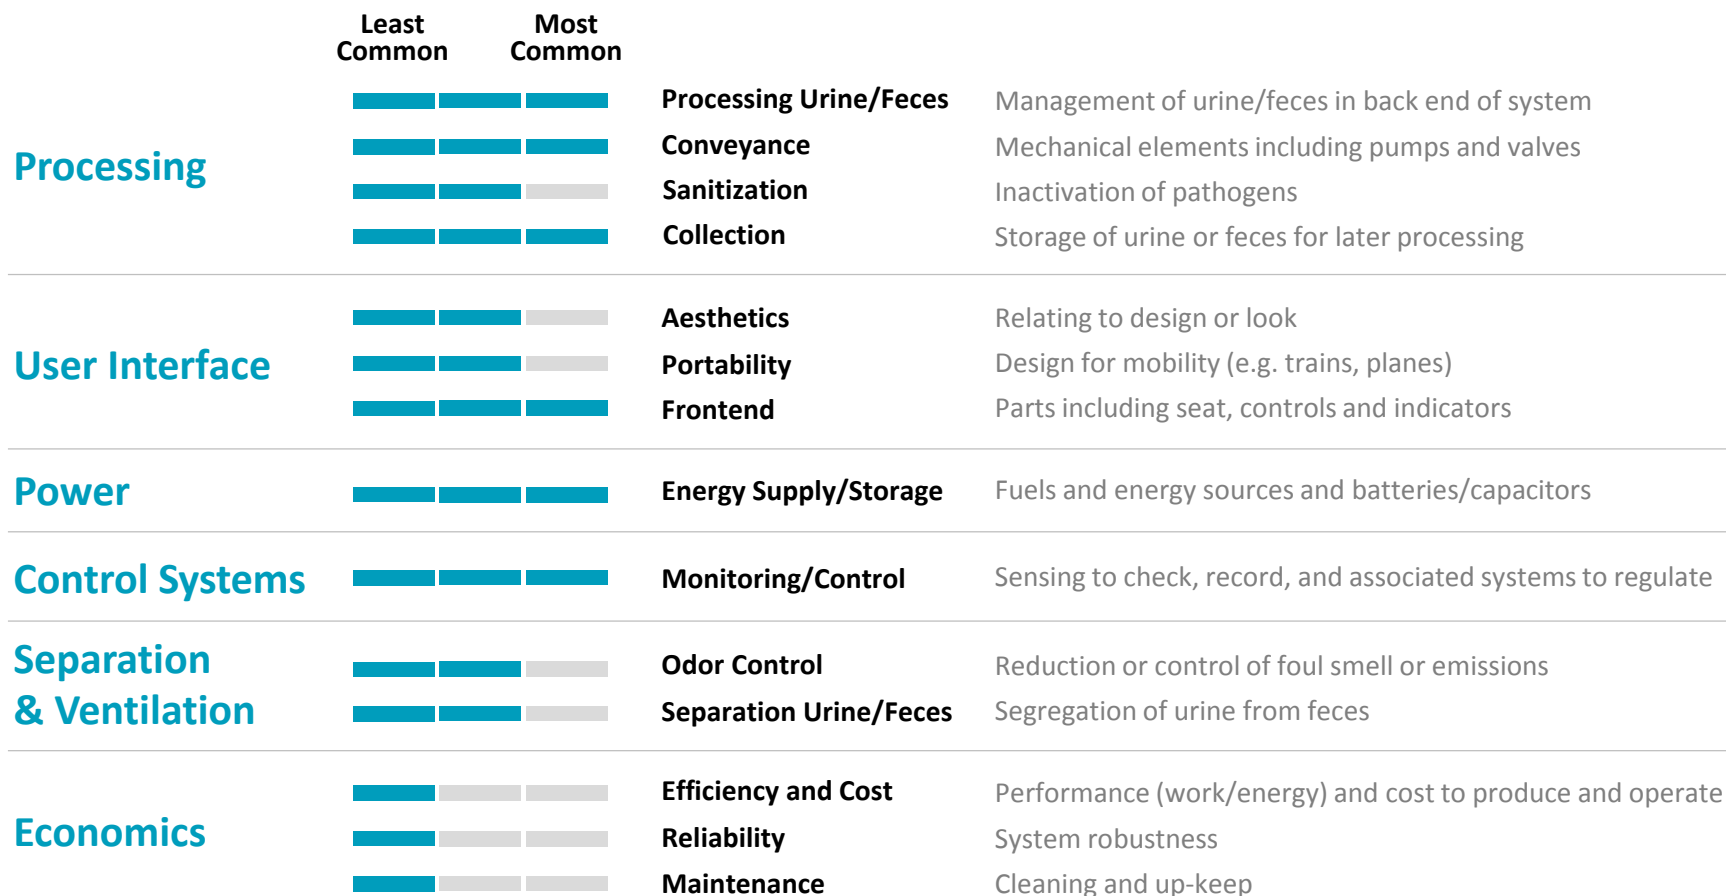 Least Common
Most Common
Processing
Processing Urine/Feces Management of urine/feces in back end of system
Conveyance Mechanical elements including pumps and valves
Sanitization Inactivation of pathogens
Collection Storage of urine or feces for later processing
User Interface
Aesthetics Relating to design or look
Portability Design for mobility (e.g. trains, planes)
Frontend Parts including seat, controls and indicators
Power
Energy Supply/Storage Fuels and energy sources and batteries/capacitors
Control Systems
Monitoring/Control Sensing to check, record, and associated systems to regulate
Separation
& Ventilation
Odor Control Reduction or control of foul smell or emissions
Separation Urine/Feces Segregation of urine from feces
Economics
Efficiency and Cost Performance (work/energy) and cost to produce and operate
Reliability System robustness
Maintenance Cleaning and up-keep